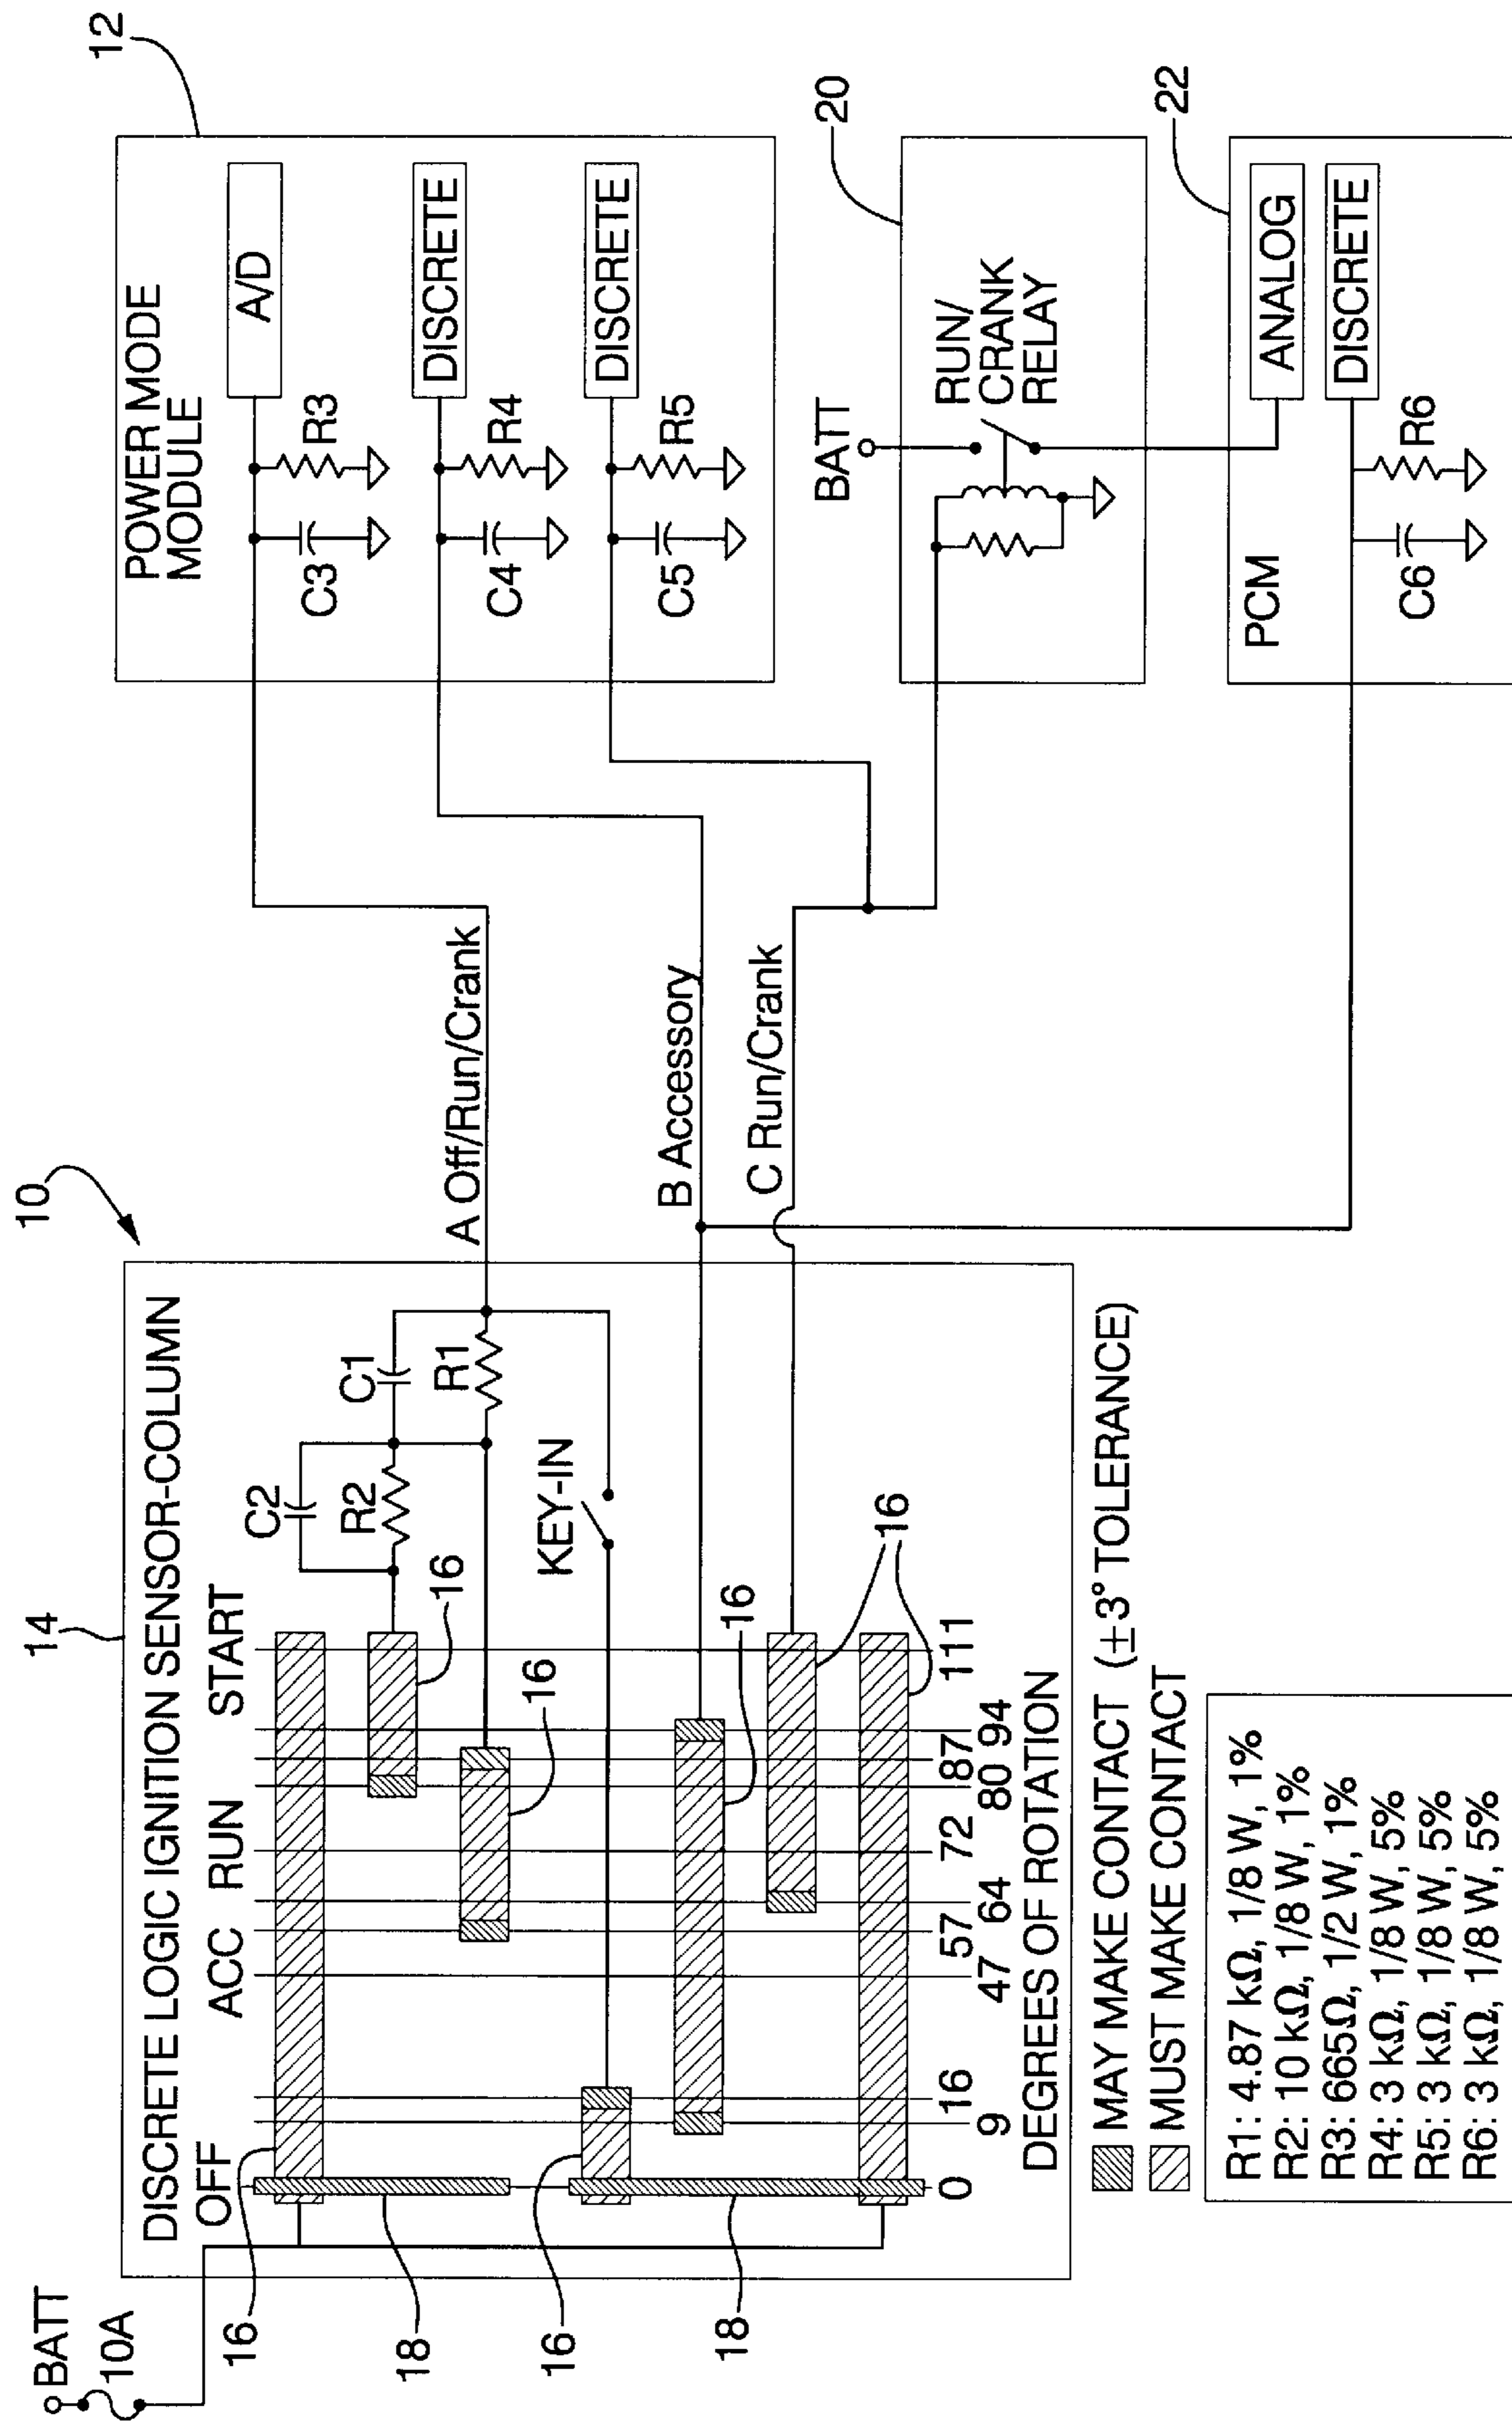 10
14
12
20
22
BATT
10A
DISCRETE LOGIC IGNITION SENSOR-COLUMN
OFF
ACC
RUN
START
16
18
16
18
16
16
16
16
C2
R2
C1
R1
KEY-IN
0
9
16
47
57
64
72
80
87
94
111
DEGREES OF ROTATION
A Off/Run/Crank
B Accessory
C Run/Crank
POWER MODE
MODULE
A/D
C3
R3
DISCRETE
C4
R4
DISCRETE
C5
R5
BATT
RUN/
CRANK
RELAY
PCM
ANALOG
DISCRETE
C6
R6
MAY MAKE CONTACT (±3° TOLERANCE)
MUST MAKE CONTACT
R1: 4.87 kΩ, 1/8 W, 1%
R2: 10 kΩ, 1/8 W, 1%
R3: 665Ω, 1/2 W, 1%
R4: 3 kΩ, 1/8 W, 5%
R5: 3 kΩ, 1/8 W, 5%
R6: 3 kΩ, 1/8 W, 5%